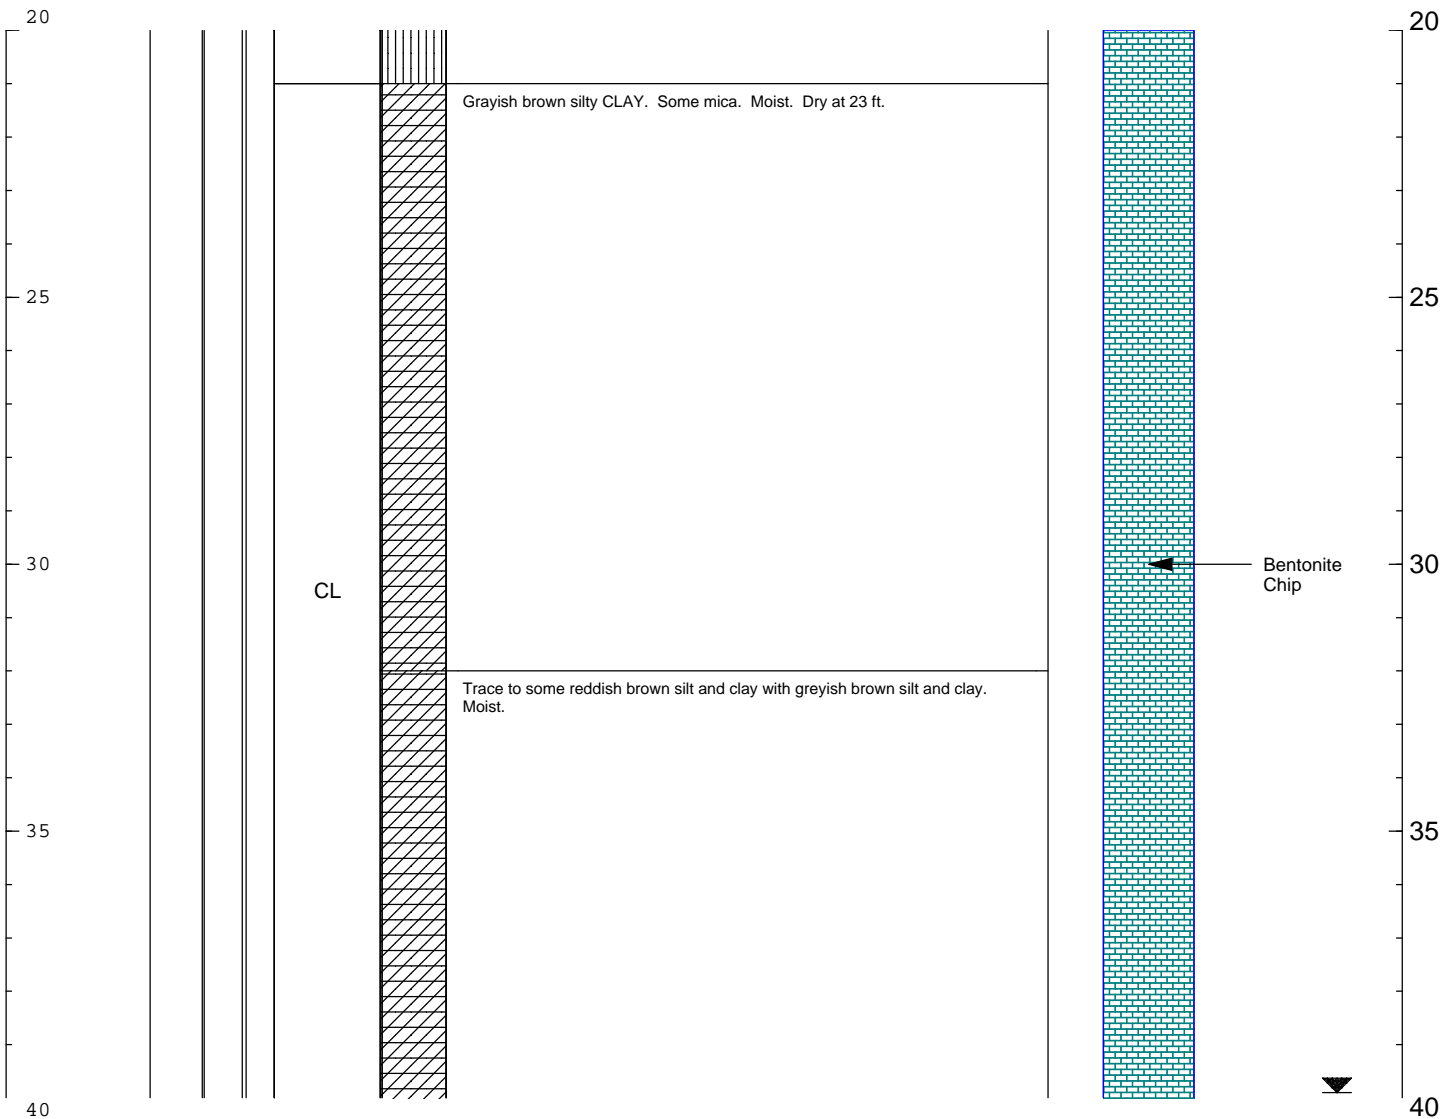 20
20
Grayish brown silty CLAY.  Some mica.  Moist.  Dry at 23 ft.
25
25
30
CL
Bentonite
Chip
30
Trace to some reddish brown silt and clay with greyish brown silt and clay.
Moist.
35
35
40
40